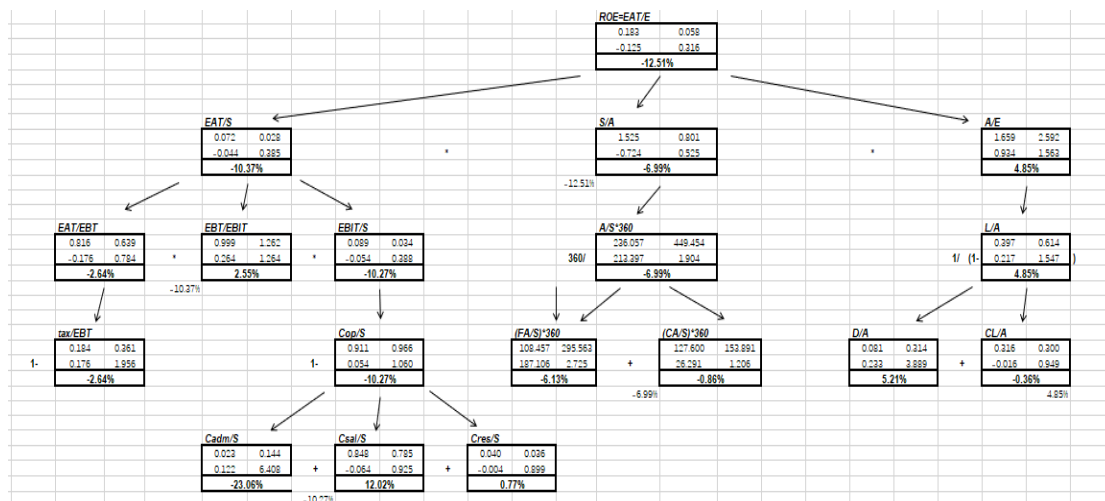 ROE=EAT/E
0.183 0.058
-0.125 0.316
-12.51%
EAT/S S/A A/E
0.072 0.028 1.525 0.801 1.659 2.592
-0.044 0.385 * -0.724 0.525 * 0.934 1.563
-10.37% -6.99% 4.85%
-12.51%
EAT/EBT EBT/EBIT EBIT/S A/S*360 L/A
0.816 0.639 0.999 1.262 0.089 0.034 236.057 449.454 0.397 0.614
-0.176 0.784 * 0.264 1.264 * -0.054 0.388 360/ 213.397 1.904 1/ (1- 0.217 1.547 )
-2.64% 2.55% -10.27% -6.99% 4.85%
-10.37%
tax/EBT Cop/S (FA/S)*360 (CA/S)*360 D/A CL/A
0.184 0.361 0.911 0.966 108.457 295.563 127.600 153.891 0.081 0.314 0.316 0.300
1- 0.176 1.956 1- 0.054 1.060 187.106 2.725 + 26.291 1.206 0.233 3.889 + -0.016 0.949
-2.64% -10.27% -6.13% -0.86% 5.21% -0.36%
-6.99% 4.85%
Cadm/S Csal/S Cres/S
0.023 0.144 0.848 0.785 0.040 0.036
0.122 6.408 + -0.064 0.925 + -0.004 0.899
-23.06% 12.02% 0.77%
-10.27%